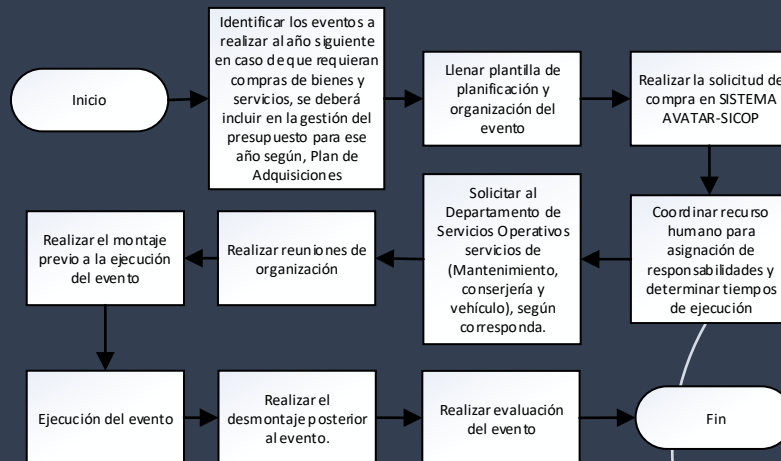 Inicio
Identificar los eventos a
realizar al año siguiente
en caso de que requieran
compras de bienes y
servicios, se deberá
incluir en la gestión del
presupuesto para ese
año según, Plan de
Adquisiciones
Llenar plantilla de
planificación y
organización del
evento
Realizar la solicitud de
compra en SISTEMA
AVATAR-SICOP
Coordinar recurso
humano para
asignación de
responsabilidades y
determinar tiempos
de ejecución
Solicitar al
Departamento de
Servicios Operativos
servicios de
(Mantenimiento,
conserjería y
vehículo), según
corresponda.
Realizar reuniones de
organización
Realizar el montaje
previo a la ejecución
del evento
Ejecución del evento
Realizar el
desmontaje posterior
al evento.
Realizar evaluación
del evento
Fin